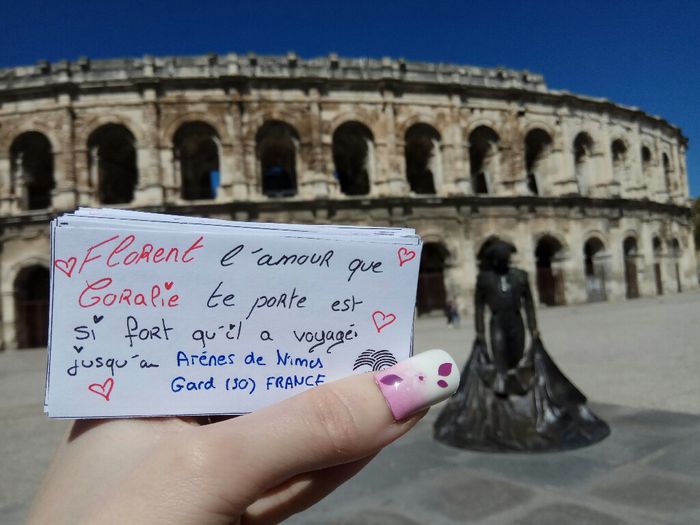 Florent l'amour que
Coralie te porte est
si fort qu'il a voyagé
jusqu'au Arénes de Nimes
Gard (30) FRANCE